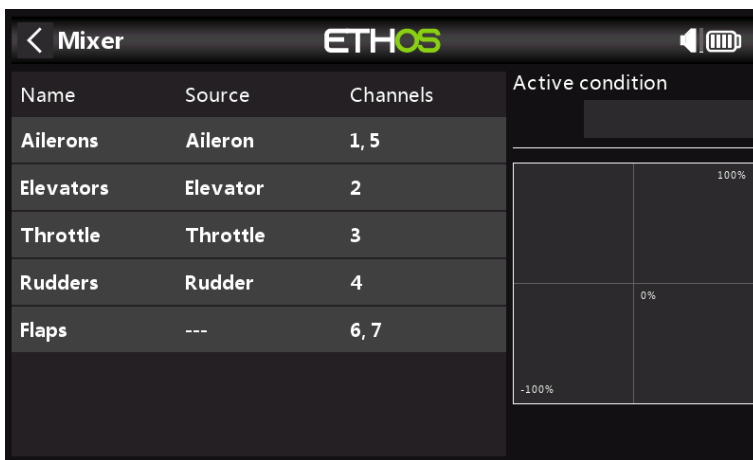 Mixer ETHOS
Name Source Channels
Ailerons Aileron 1, 5
Elevators Elevator 2
Throttle Throttle 3
Rudders Rudder 4
Flaps --- 6, 7
Active condition
100%
0%
-100%